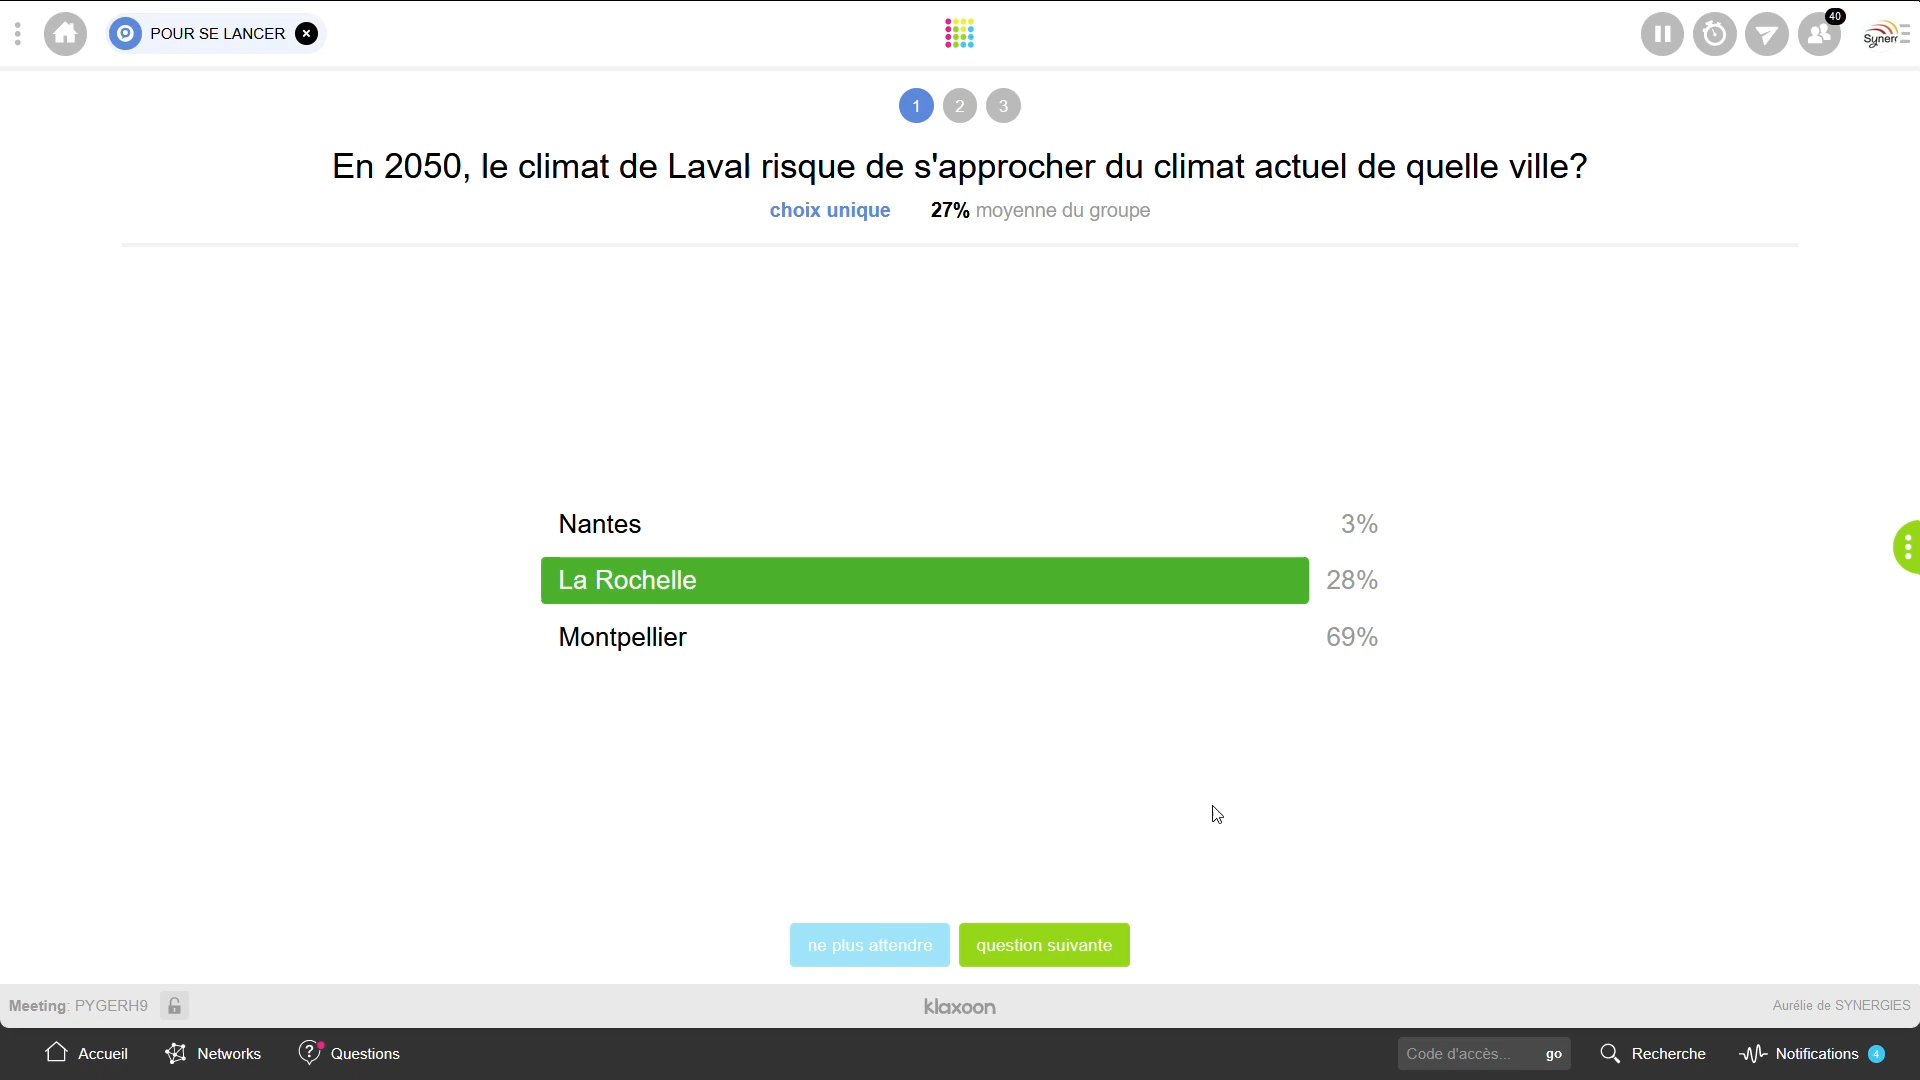 POUR SE LANCER
40
Synerg
1 2 3
En 2050, le climat de Laval risque de s'approcher du climat actuel de quelle ville?
choix unique 27% moyenne du groupe
Nantes 3%
La Rochelle 28%
Montpellier 69%
ne plus attendre question suivante
Meeting: PYGERH9 klaxoon Aurélie de SYNERGIES
Accueil Networks ? Questions Code d'accès... go Recherche Notifications 4